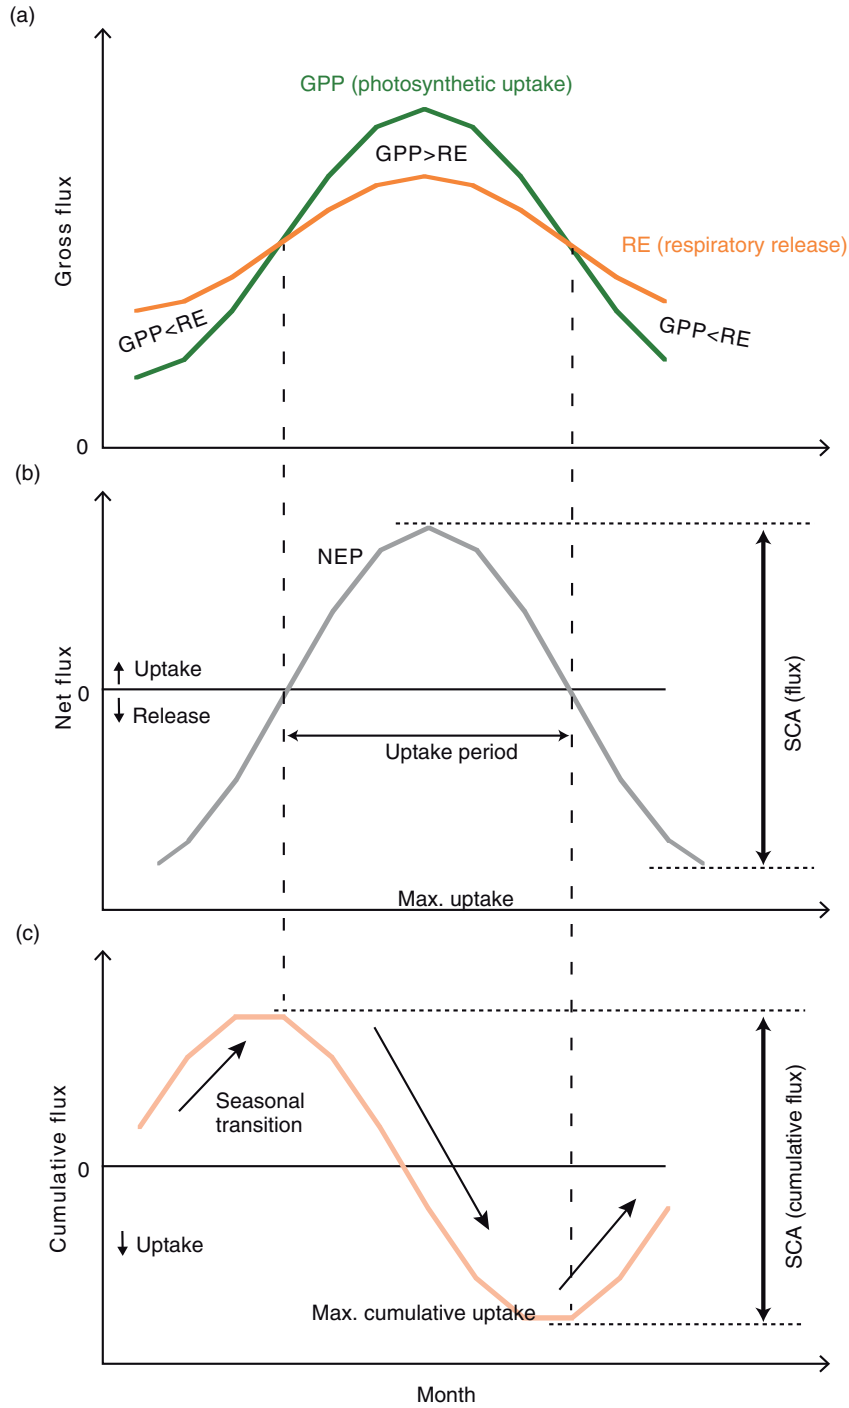 (a)
GPP (photosynthetic uptake)
GPP>RE
RE (respiratory release)
Gross flux
GPP<RE
GPP<RE
0
(b)
NEP
Uptake
0
Release
Net flux
Uptake period
SCA (flux)
Max. uptake
(c)
Seasonal
transition
Cumulative flux
0
Uptake
SCA (cumulative flux)
Max. cumulative uptake
Month